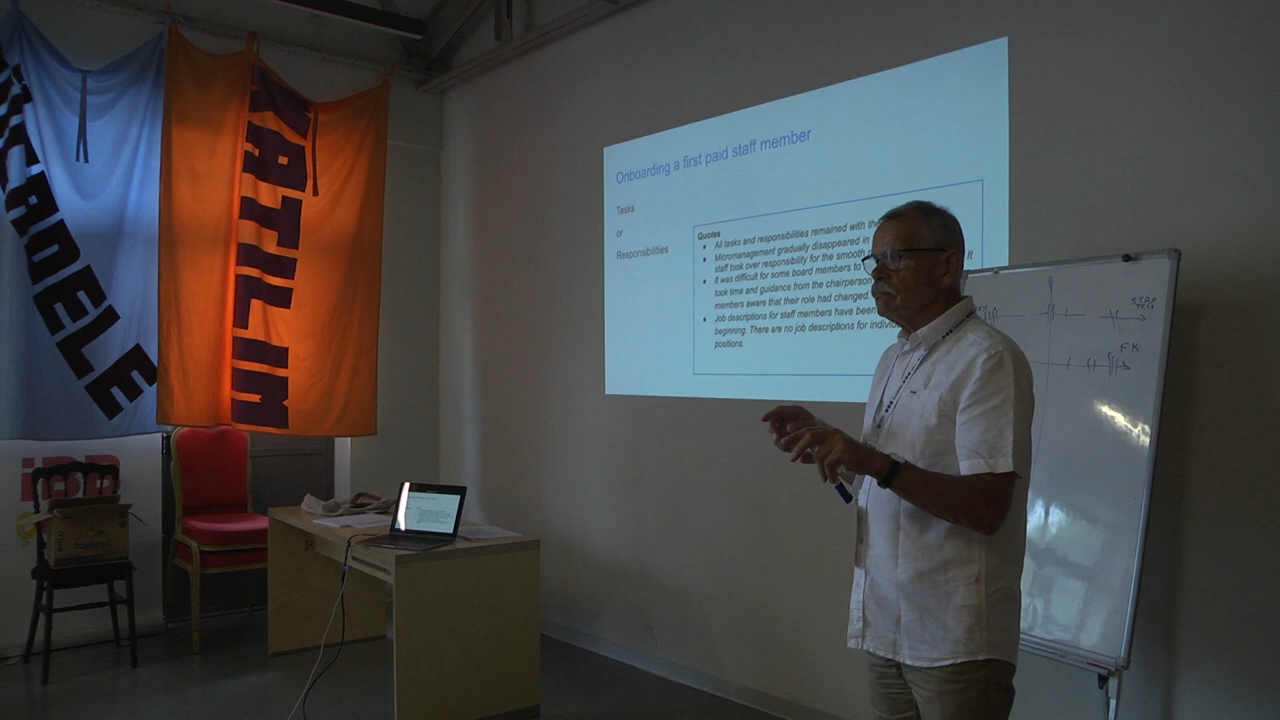 MÜCADELE
KATILIM
Onboarding a first paid staff member
Tasks
or
Responsibilities
Quotes
All tasks and responsibilities remained with the
Micromanagement gradually disappeared in
staff took over responsibility for the smooth
It was difficult for some board members to It
took time and guidance from the chairperson
members aware that their role had changed.
Job descriptions for staff members have been
beginning. There are no job descriptions for
positions.
FK